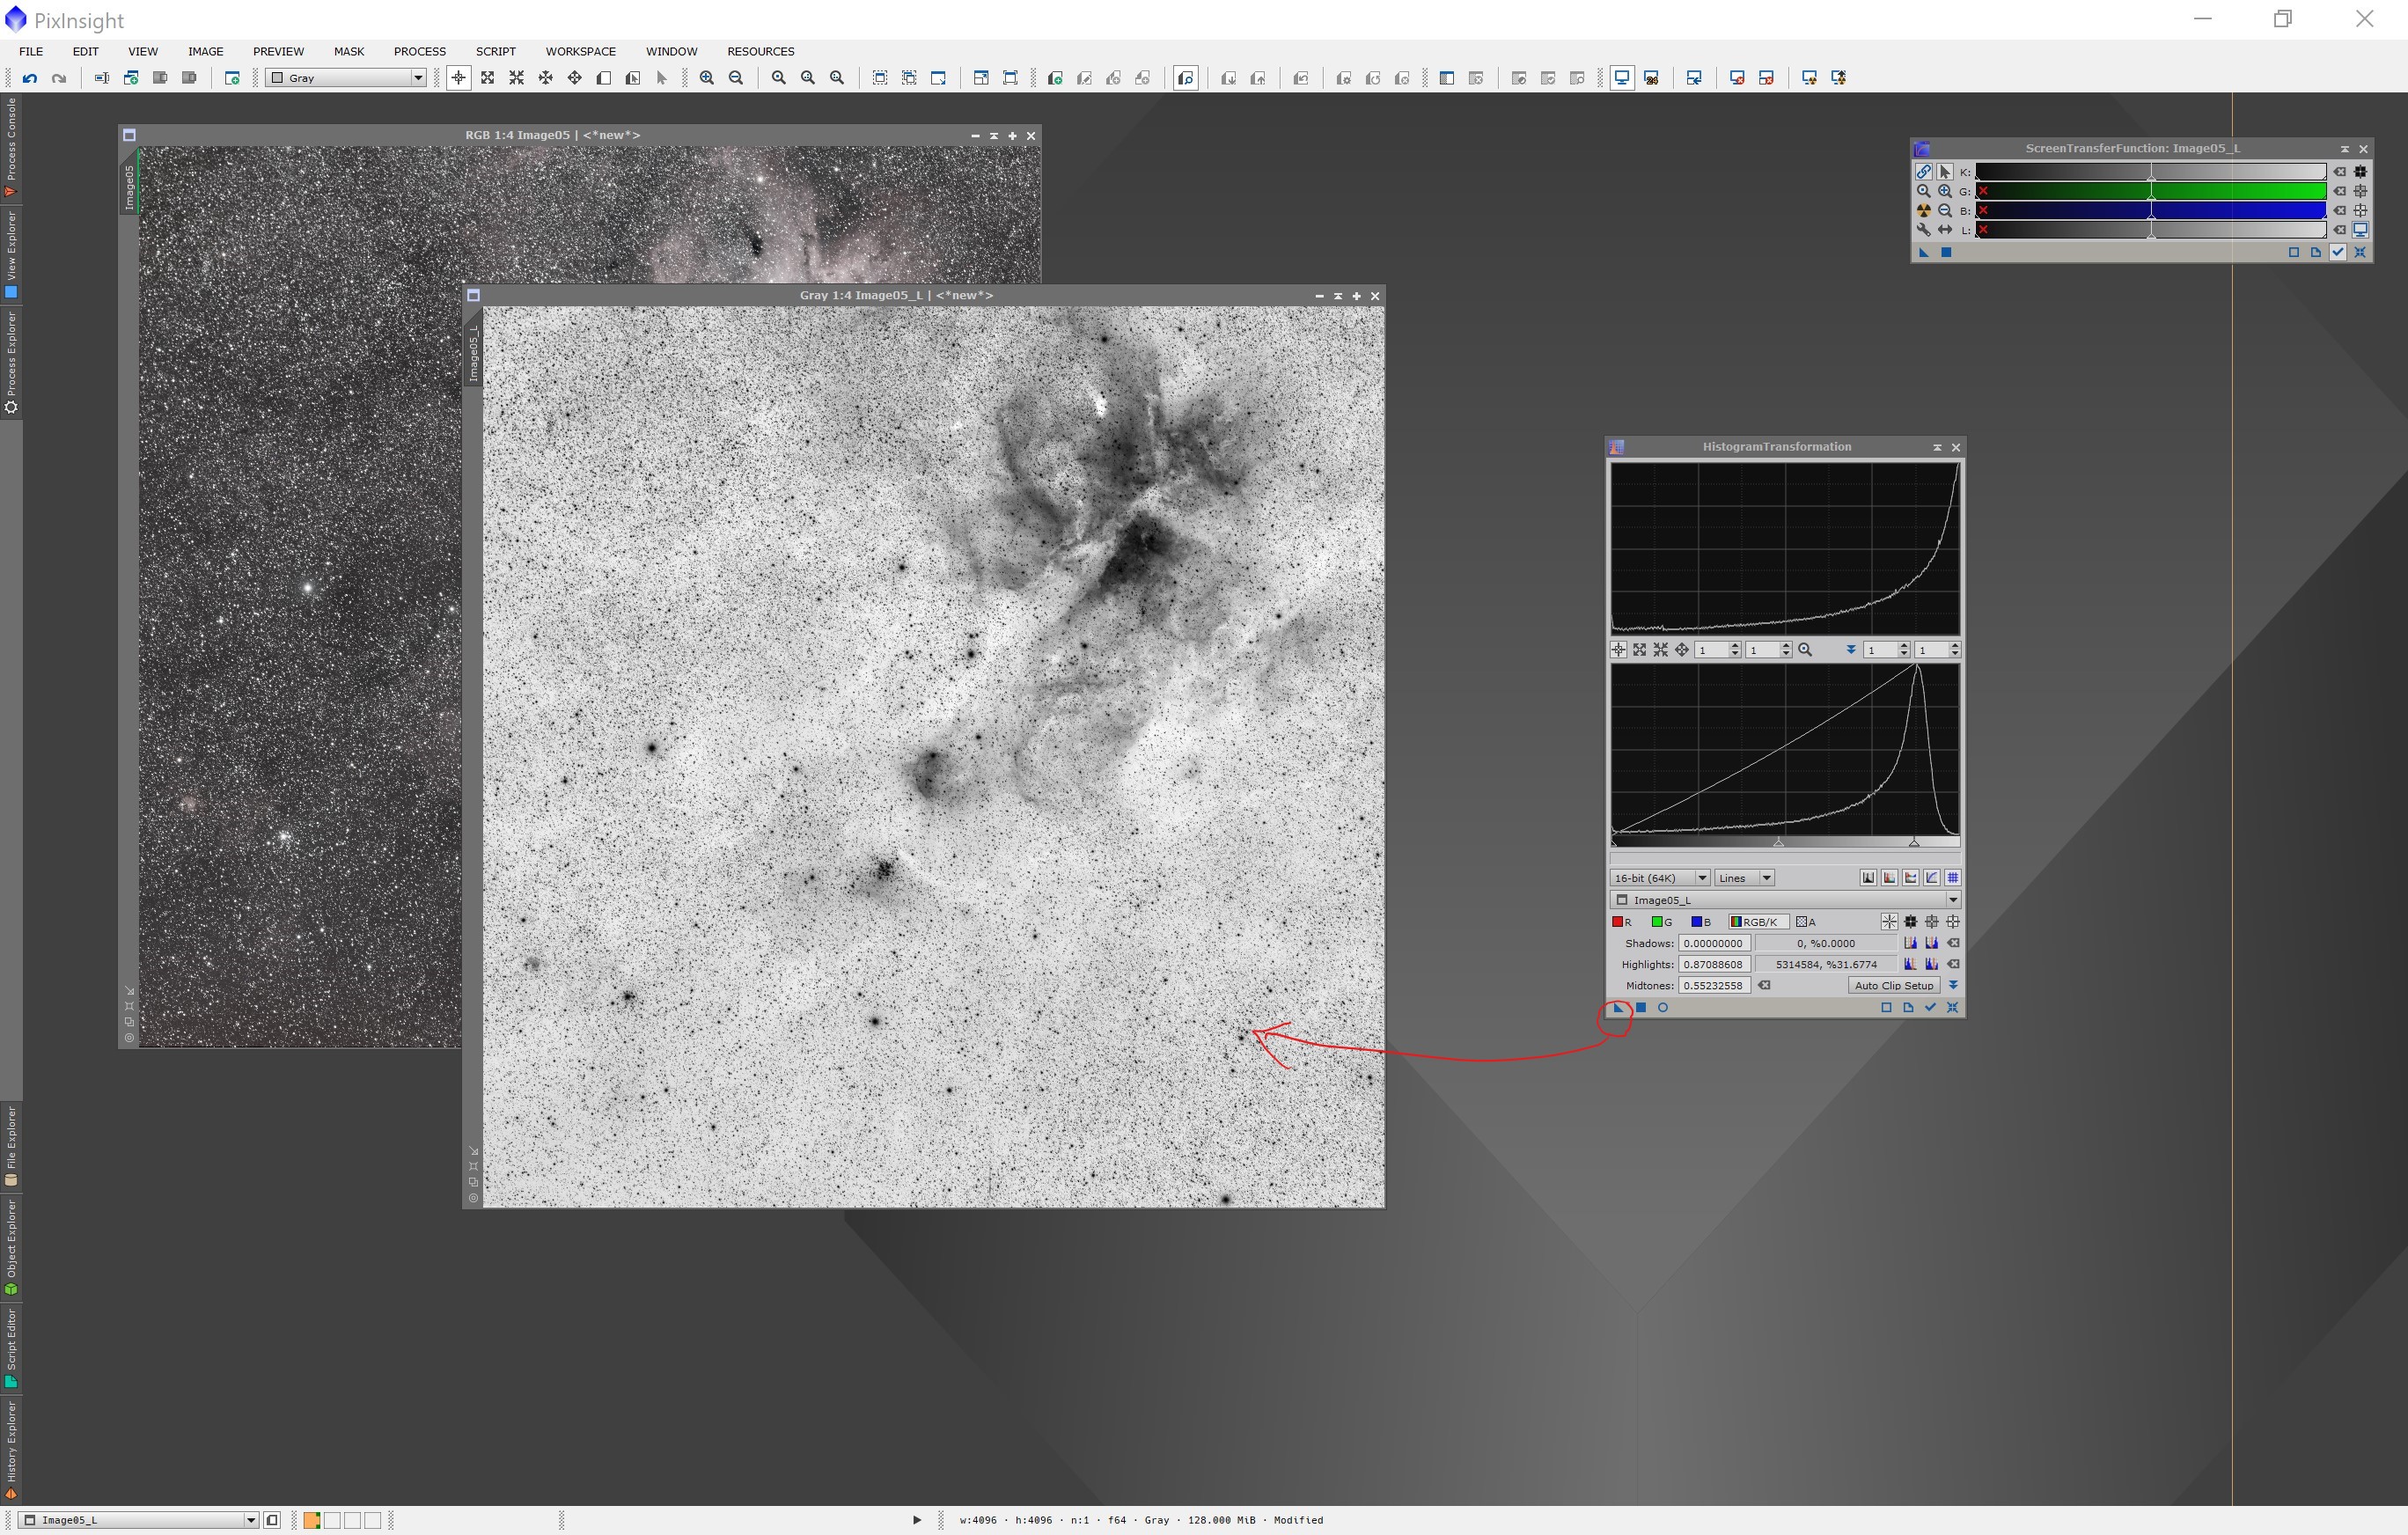 PixInsight
FILE EDIT VIEW IMAGE PREVIEW MASK PROCESS SCRIPT WORKSPACE WINDOW RESOURCES
Gray
Process Console
View Explorer
Process Explorer
File Explorer
Object Explorer
Script Editor
History Explorer
RGB 1:4 Image05 | <*new*>
Image05
Gray 1:4 Image05_L | <*new*>
Image05_L
ScreenTransferFunction: Image05_L
K:
G:
B:
L:
HistogramTransformation
1 1 1 1
16-bit (64K) Lines
Image05_L
R G B RGB/K A
Shadows: 0.00000000 0, %0.0000
Highlights: 0.87088608 5314584, %31.6774
Midtones: 0.55232558 Auto Clip Setup
Image05_L
w:4096 · h:4096 · n:1 · f64 · Gray · 128.000 MiB · Modified